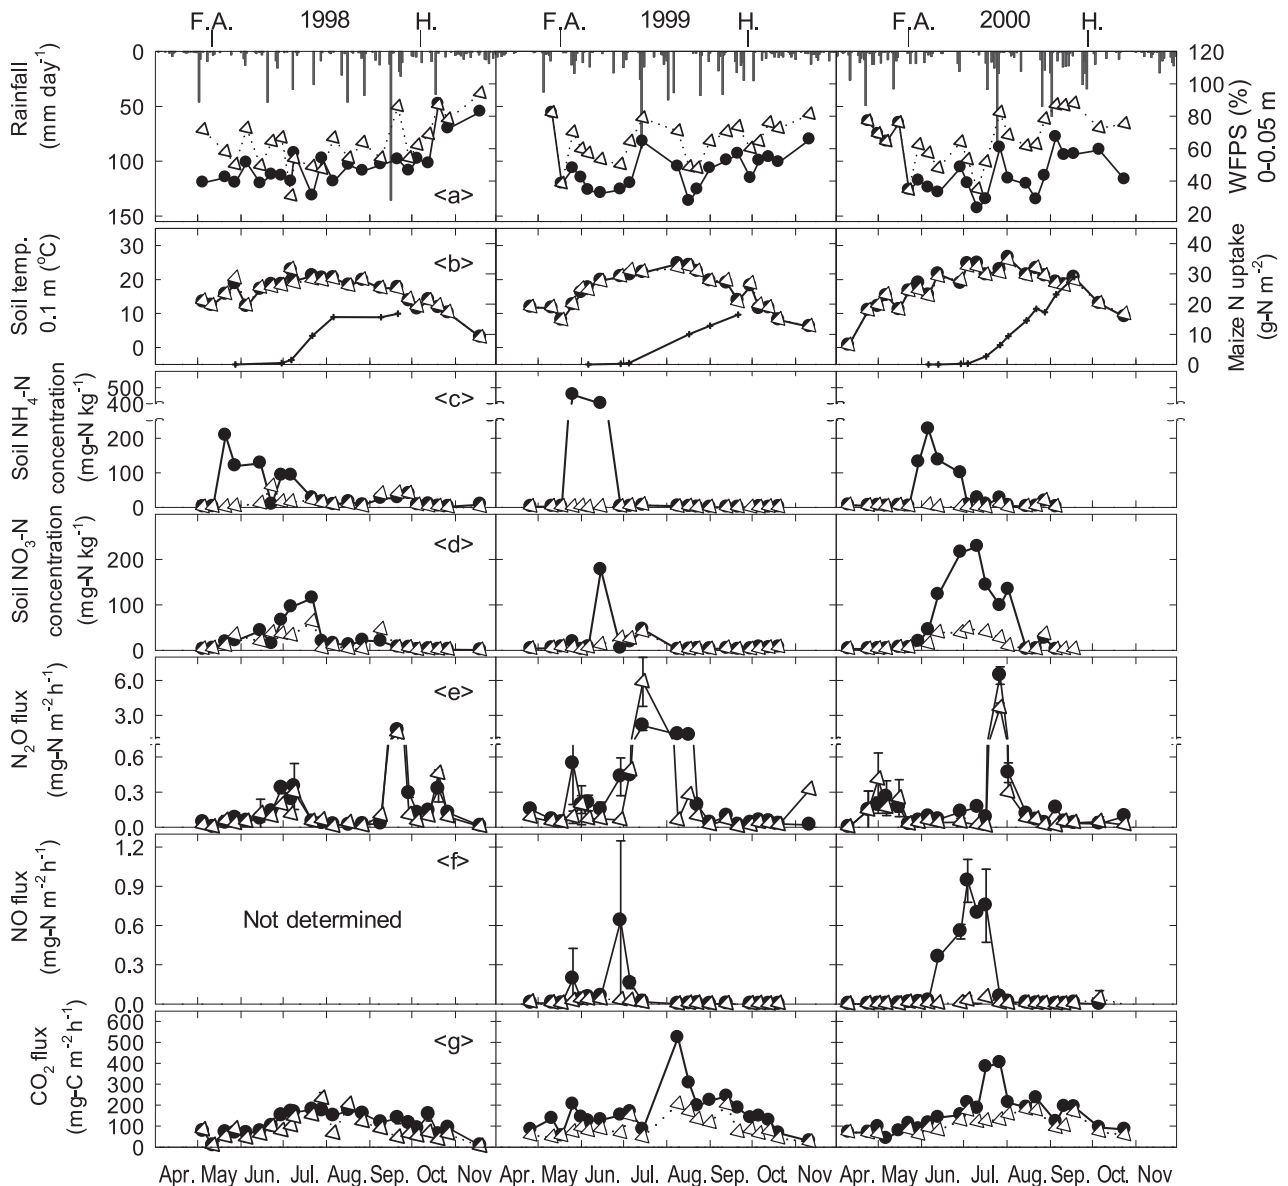 F.A. 1998 H. F.A. 1999 H. F.A. 2000 H.
Rainfall
(mm day⁻¹)
0
50
100
150
<a>
120
100
80
60
40
20
WFPS (%)
0-0.05 m
Soil temp.
0.1 m (°C)
30
20
10
0
<b>
40
30
20
10
0
Maize N uptake
(g-N m⁻²)
Soil NH₄-N
concentration
(mg-N kg⁻¹)
500
400
200
100
0
<c>
Soil NO₃-N
concentration
(mg-N kg⁻¹)
200
100
0
<d>
N₂O flux
(mg-N m⁻² h⁻¹)
6.0
3.0
0.6
0.3
0.0
<e>
NO flux
(mg-N m⁻² h⁻¹)
1.2
0.9
0.6
0.3
0.0
<f>
Not determined
CO₂ flux
(mg-C m⁻² h⁻¹)
600
500
400
300
200
100
0
<g>
Apr. May Jun. Jul. Aug. Sep. Oct. Nov Apr. May Jun. Jul. Aug. Sep. Oct. Nov Apr. May Jun. Jul. Aug. Sep. Oct. Nov